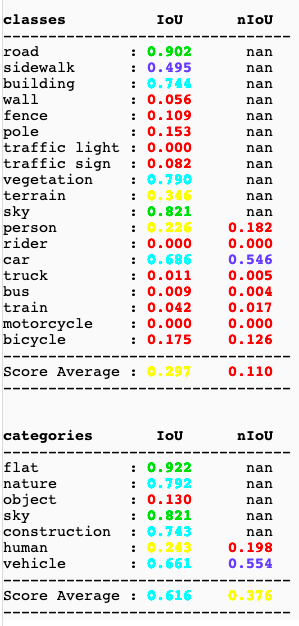 classes IoU nIoU
--------------------------------
road : 0.902 nan
sidewalk : 0.495 nan
building : 0.744 nan
wall : 0.056 nan
fence : 0.109 nan
pole : 0.153 nan
traffic light : 0.000 nan
traffic sign : 0.082 nan
vegetation : 0.790 nan
terrain : 0.346 nan
sky : 0.821 nan
person : 0.226 0.182
rider : 0.000 0.000
car : 0.686 0.546
truck : 0.011 0.005
bus : 0.009 0.004
train : 0.042 0.017
motorcycle : 0.000 0.000
bicycle : 0.175 0.126
--------------------------------
Score Average : 0.297 0.110
--------------------------------
categories IoU nIoU
--------------------------------
flat : 0.922 nan
nature : 0.792 nan
object : 0.130 nan
sky : 0.821 nan
construction : 0.743 nan
human : 0.243 0.198
vehicle : 0.661 0.554
--------------------------------
Score Average : 0.616 0.376
--------------------------------